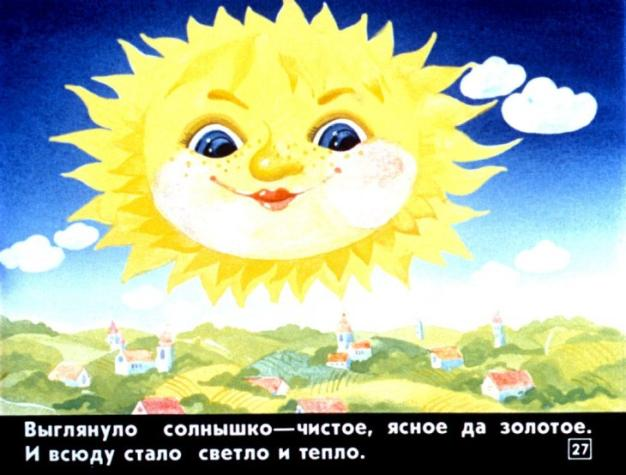 Выглянуло солнышко—чистое, ясное да золотое.
И всюду стало светло и тепло.
27